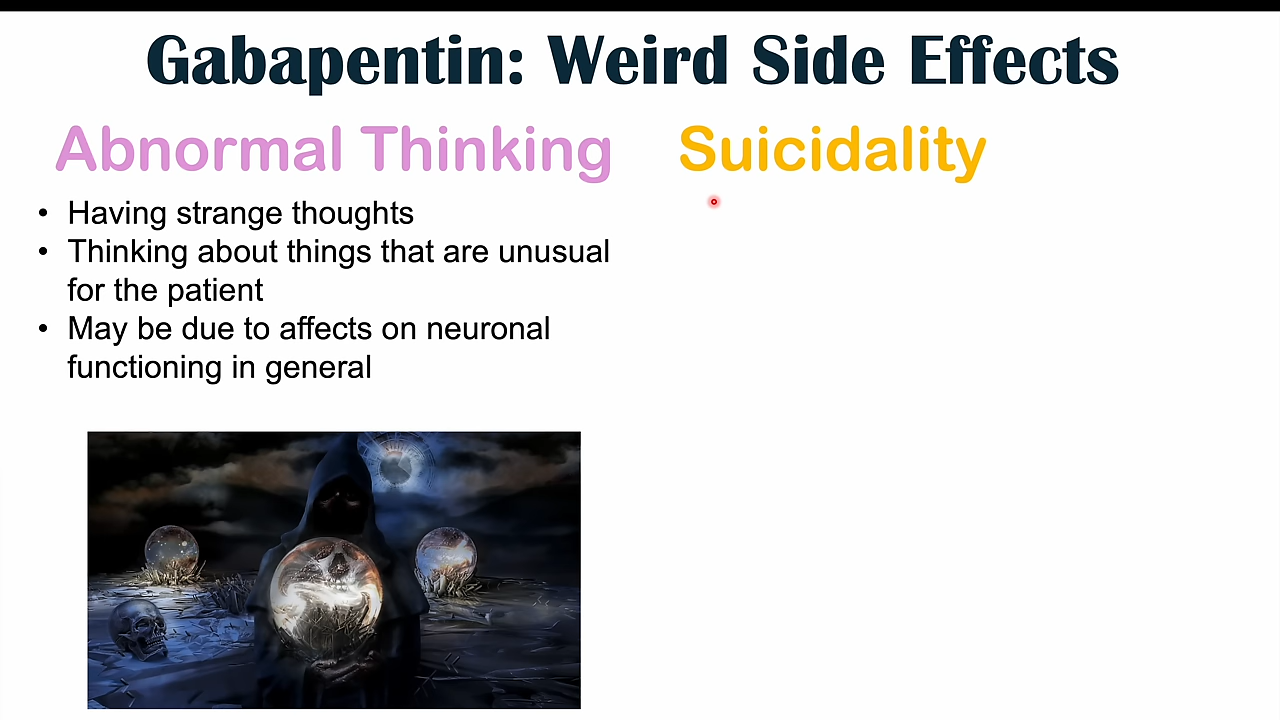 Gabapentin: Weird Side Effects
Abnormal Thinking
• Having strange thoughts
• Thinking about things that are unusual
for the patient
• May be due to affects on neuronal
functioning in general
Suicidality